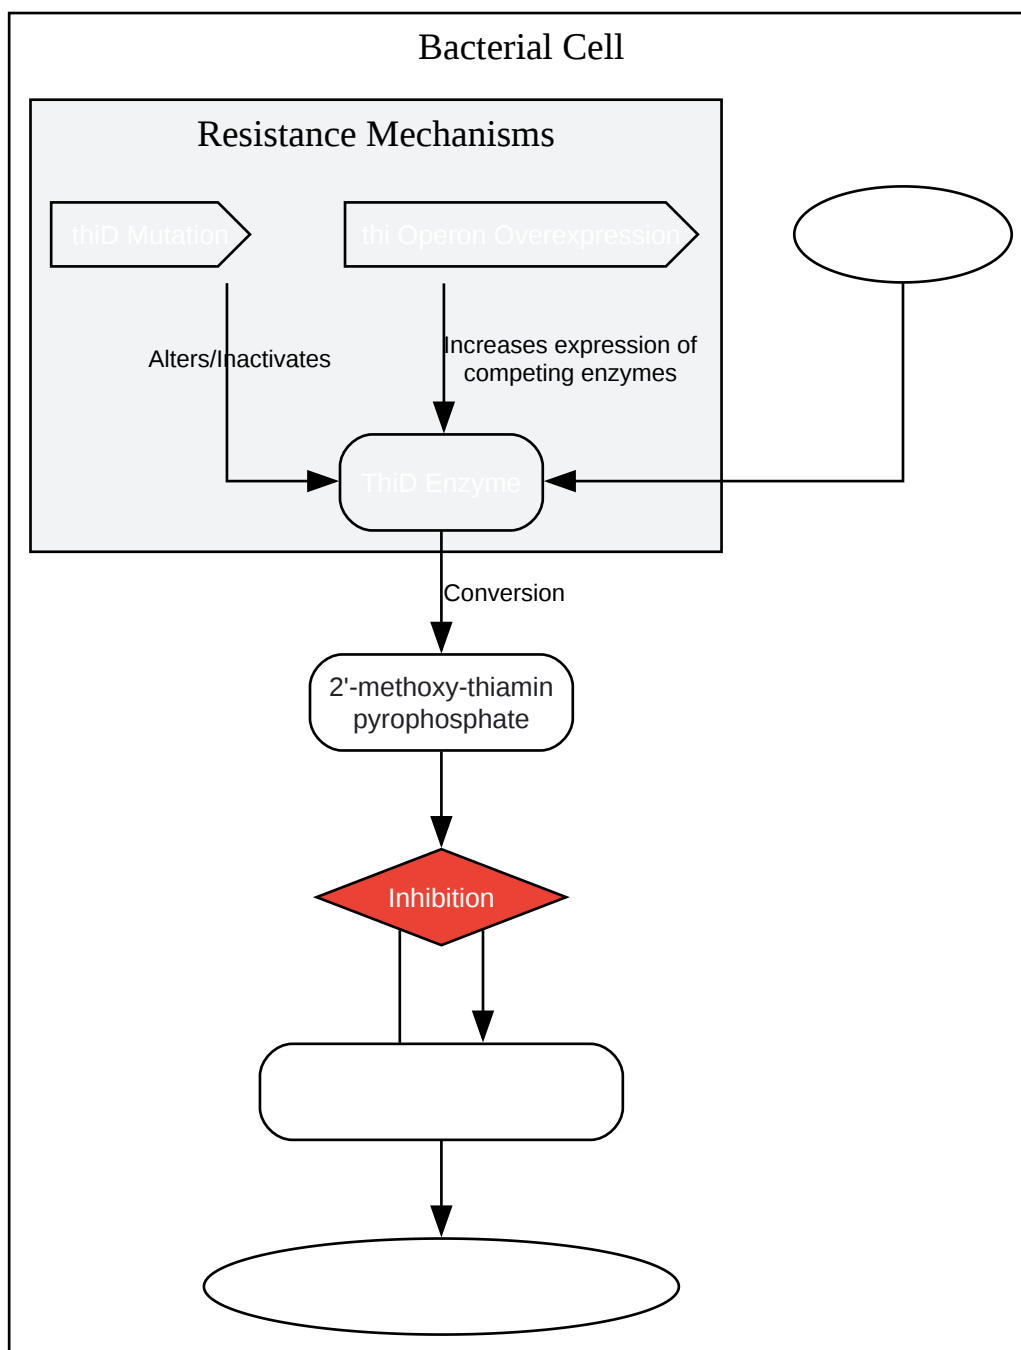 Bacterial Cell
Resistance Mechanisms
thiD Mutation
thi Operon Overexpression
Alters/Inactivates
Increases expression of
competing enzymes
ThiD Enzyme
Conversion
2'-methoxy-thiamin
pyrophosphate
Inhibition